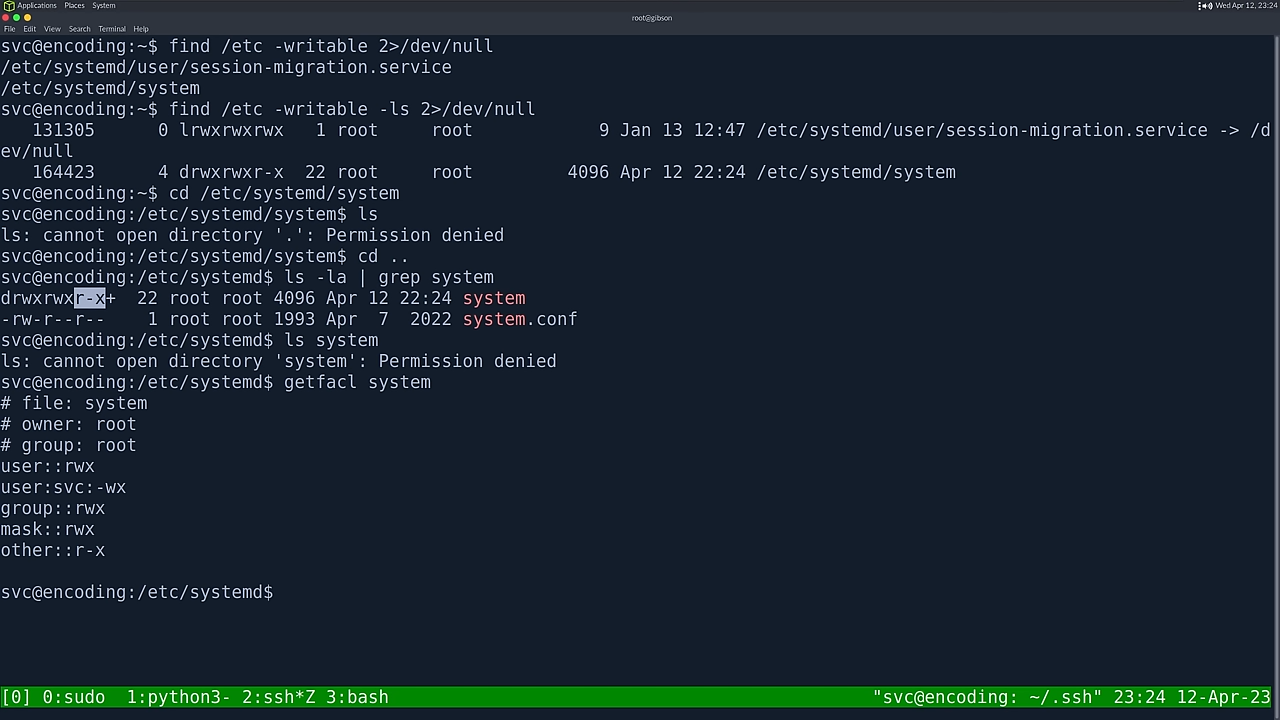 Applications Places System
Wed Apr 12, 23:24
root@gibson
File Edit View Search Terminal Help
svc@encoding:~$ find /etc -writable 2>/dev/null
/etc/systemd/user/session-migration.service
/etc/systemd/system
svc@encoding:~$ find /etc -writable -ls 2>/dev/null
   131305      0 lrwxrwxrwx   1 root     root            9 Jan 13 12:47 /etc/systemd/user/session-migration.service -> /d
ev/null
   164423      4 drwxrwxr-x  22 root     root         4096 Apr 12 22:24 /etc/systemd/system
svc@encoding:~$ cd /etc/systemd/system
svc@encoding:/etc/systemd/system$ ls
ls: cannot open directory '.': Permission denied
svc@encoding:/etc/systemd/system$ cd ..
svc@encoding:/etc/systemd$ ls -la | grep system
drwxrwxr-x+  22 root root 4096 Apr 12 22:24 system
-rw-r--r--    1 root root 1993 Apr  7  2022 system.conf
svc@encoding:/etc/systemd$ ls system
ls: cannot open directory 'system': Permission denied
svc@encoding:/etc/systemd$ getfacl system
# file: system
# owner: root
# group: root
user::rwx
user:svc:-wx
group::rwx
mask::rwx
other::r-x
svc@encoding:/etc/systemd$
[0] 0:sudo  1:python3- 2:ssh*Z 3:bash "svc@encoding: ~/.ssh" 23:24 12-Apr-23